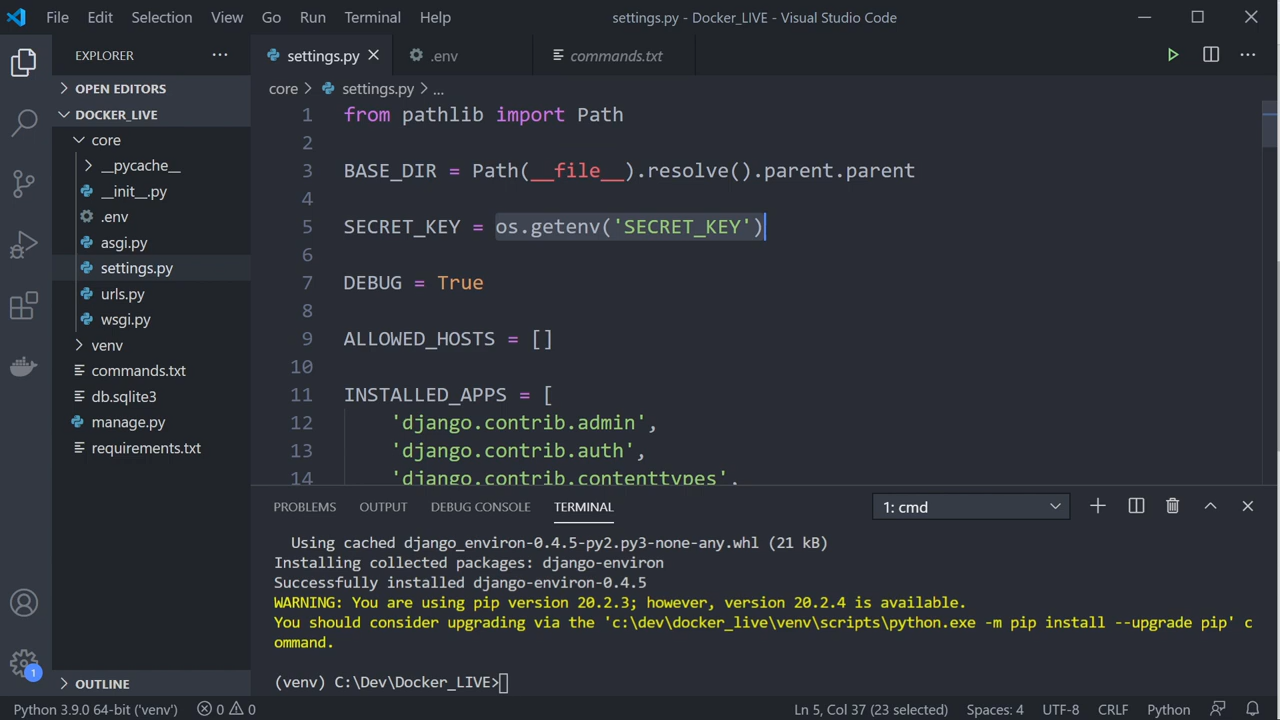 File Edit Selection View Go Run Terminal Help settings.py - Docker_LIVE - Visual Studio Code
EXPLORER
settings.py .env commands.txt
OPEN EDITORS
core settings.py ...
DOCKER_LIVE
core
__pycache__
__init__.py
.env
asgi.py
settings.py
urls.py
wsgi.py
venv
commands.txt
db.sqlite3
manage.py
requirements.txt
OUTLINE
1 from pathlib import Path
2
3 BASE_DIR = Path(__file__).resolve().parent.parent
4
5 SECRET_KEY = os.getenv('SECRET_KEY')
6
7 DEBUG = True
8
9 ALLOWED_HOSTS = []
10
11 INSTALLED_APPS = [
12 'django.contrib.admin',
13 'django.contrib.auth',
14 'django.contrib.contenttypes',
PROBLEMS OUTPUT DEBUG CONSOLE TERMINAL 1: cmd
Using cached django_environ-0.4.5-py2.py3-none-any.whl (21 kB)
Installing collected packages: django-environ
Successfully installed django-environ-0.4.5
WARNING: You are using pip version 20.2.3; however, version 20.2.4 is available.
You should consider upgrading via the 'c:\dev\docker_live\venv\scripts\python.exe -m pip install --upgrade pip' c
ommand.
(venv) C:\Dev\Docker_LIVE>
1
Python 3.9.0 64-bit ('venv') 0 0 Ln 5, Col 37 (23 selected) Spaces: 4 UTF-8 CRLF Python